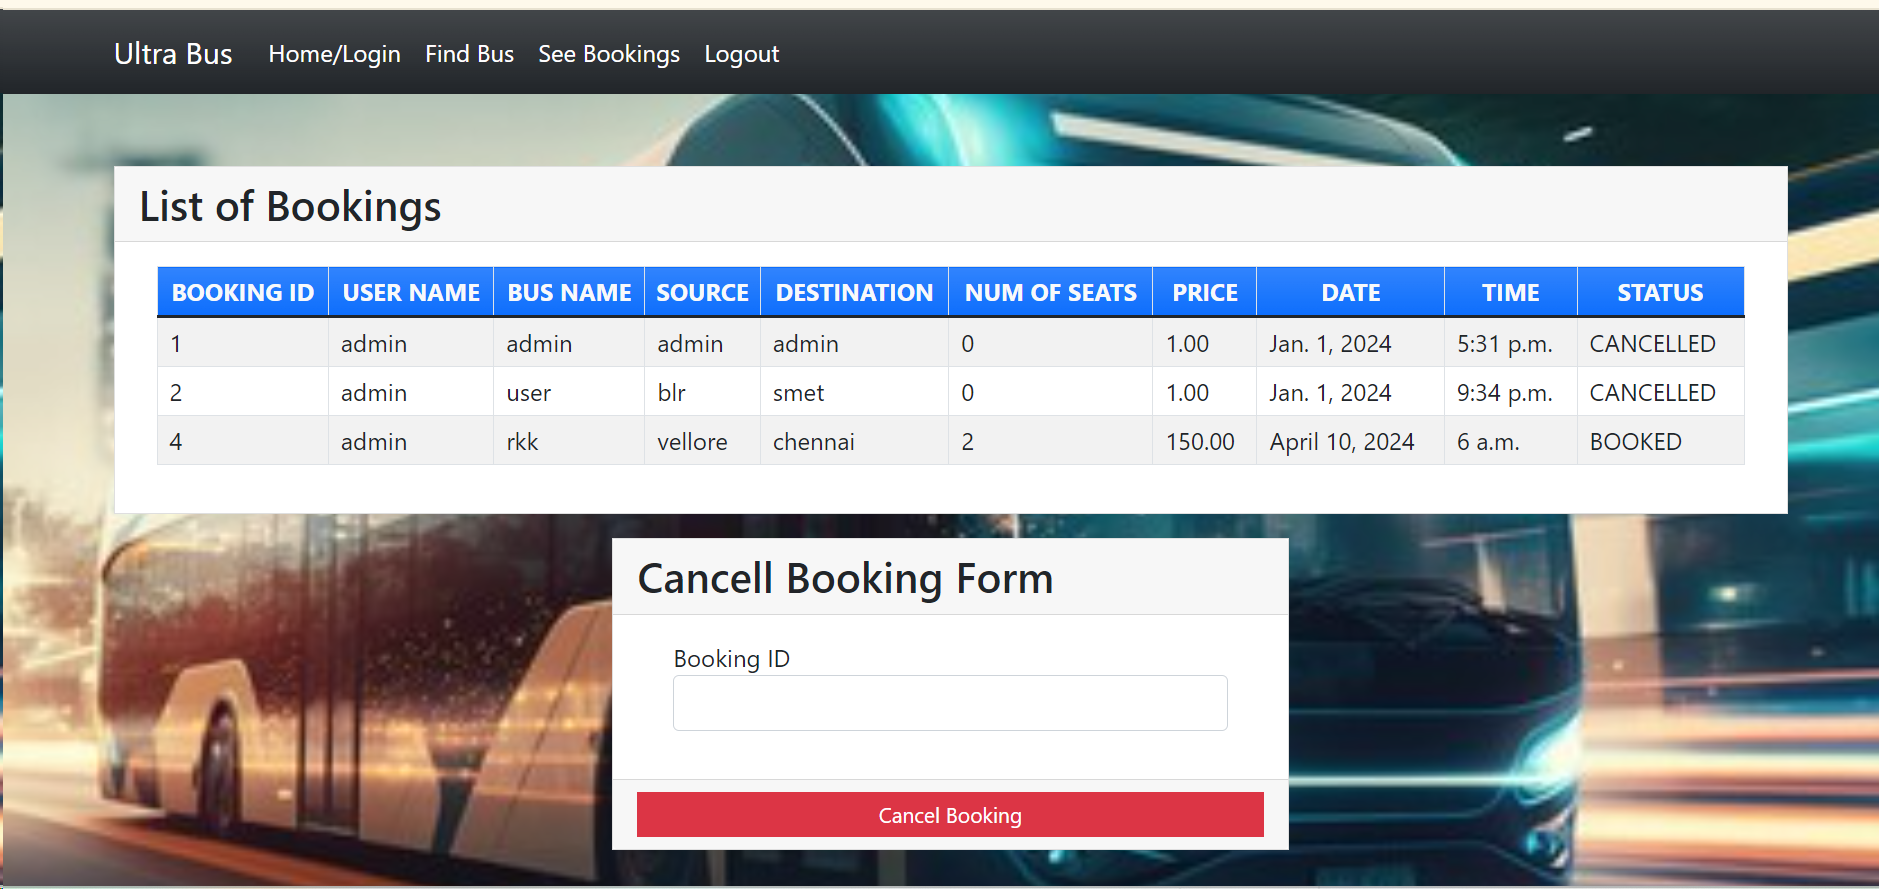 Ultra Bus Home/Login Find Bus See Bookings Logout
List of Bookings
BOOKING ID USER NAME BUS NAME SOURCE DESTINATION NUM OF SEATS PRICE DATE TIME STATUS
1 admin admin admin admin 0 1.00 Jan. 1, 2024 5:31 p.m. CANCELLED
2 admin user blr smet 0 1.00 Jan. 1, 2024 9:34 p.m. CANCELLED
4 admin rkk vellore chennai 2 150.00 April 10, 2024 6 a.m. BOOKED
Cancell Booking Form
Booking ID
Cancel Booking